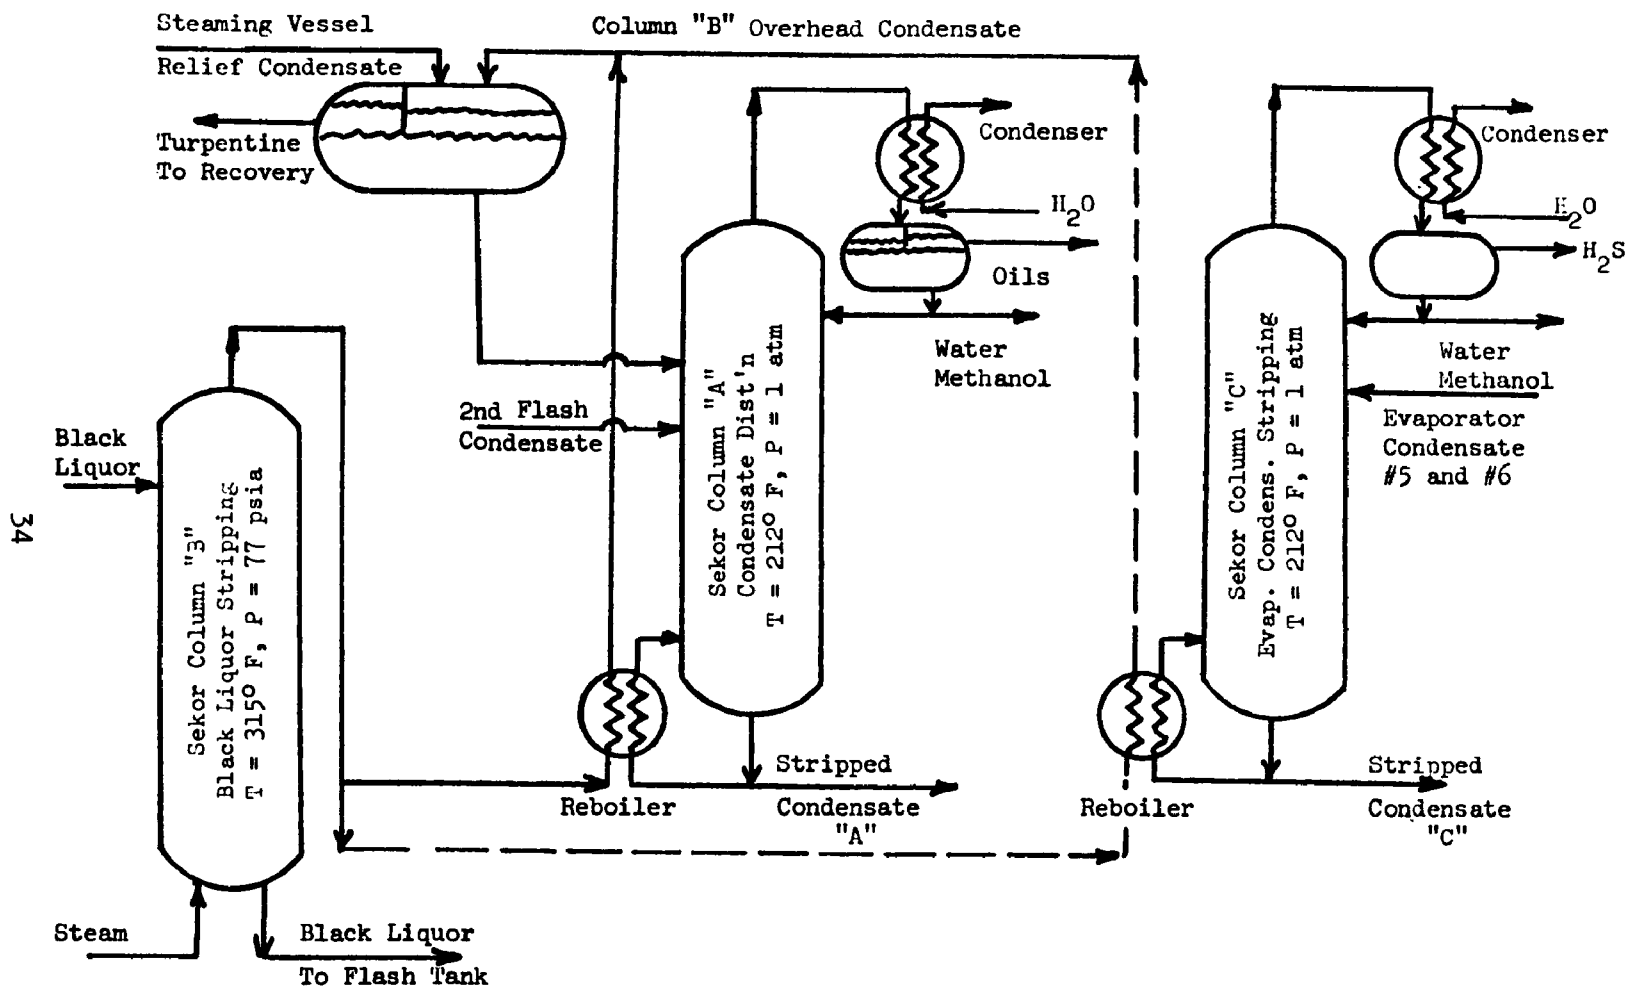 Steaming Vessel
Relief Condensate
Column "B" Overhead Condensate
Turpentine
To Recovery
Condenser
H2O
Oils
Water
Methanol
Condenser
H2O
H2S
Water
Methanol
Evaporator
Condensate
#5 and #6
2nd Flash
Condensate
Black
Liquor
Sekor Column "B"
Black Liquor Stripping
T = 315° F, P = 77 psia
Sekor Column "A"
Condensate Dist'n
T = 212° F, P = 1 atm
Sekor Column "C"
Evap. Condens. Stripping
T = 212° F, P = 1 atm
Reboiler
Stripped
Condensate
"A"
Reboiler
Stripped
Condensate
"C"
Steam
Black Liquor
To Flash Tank
34